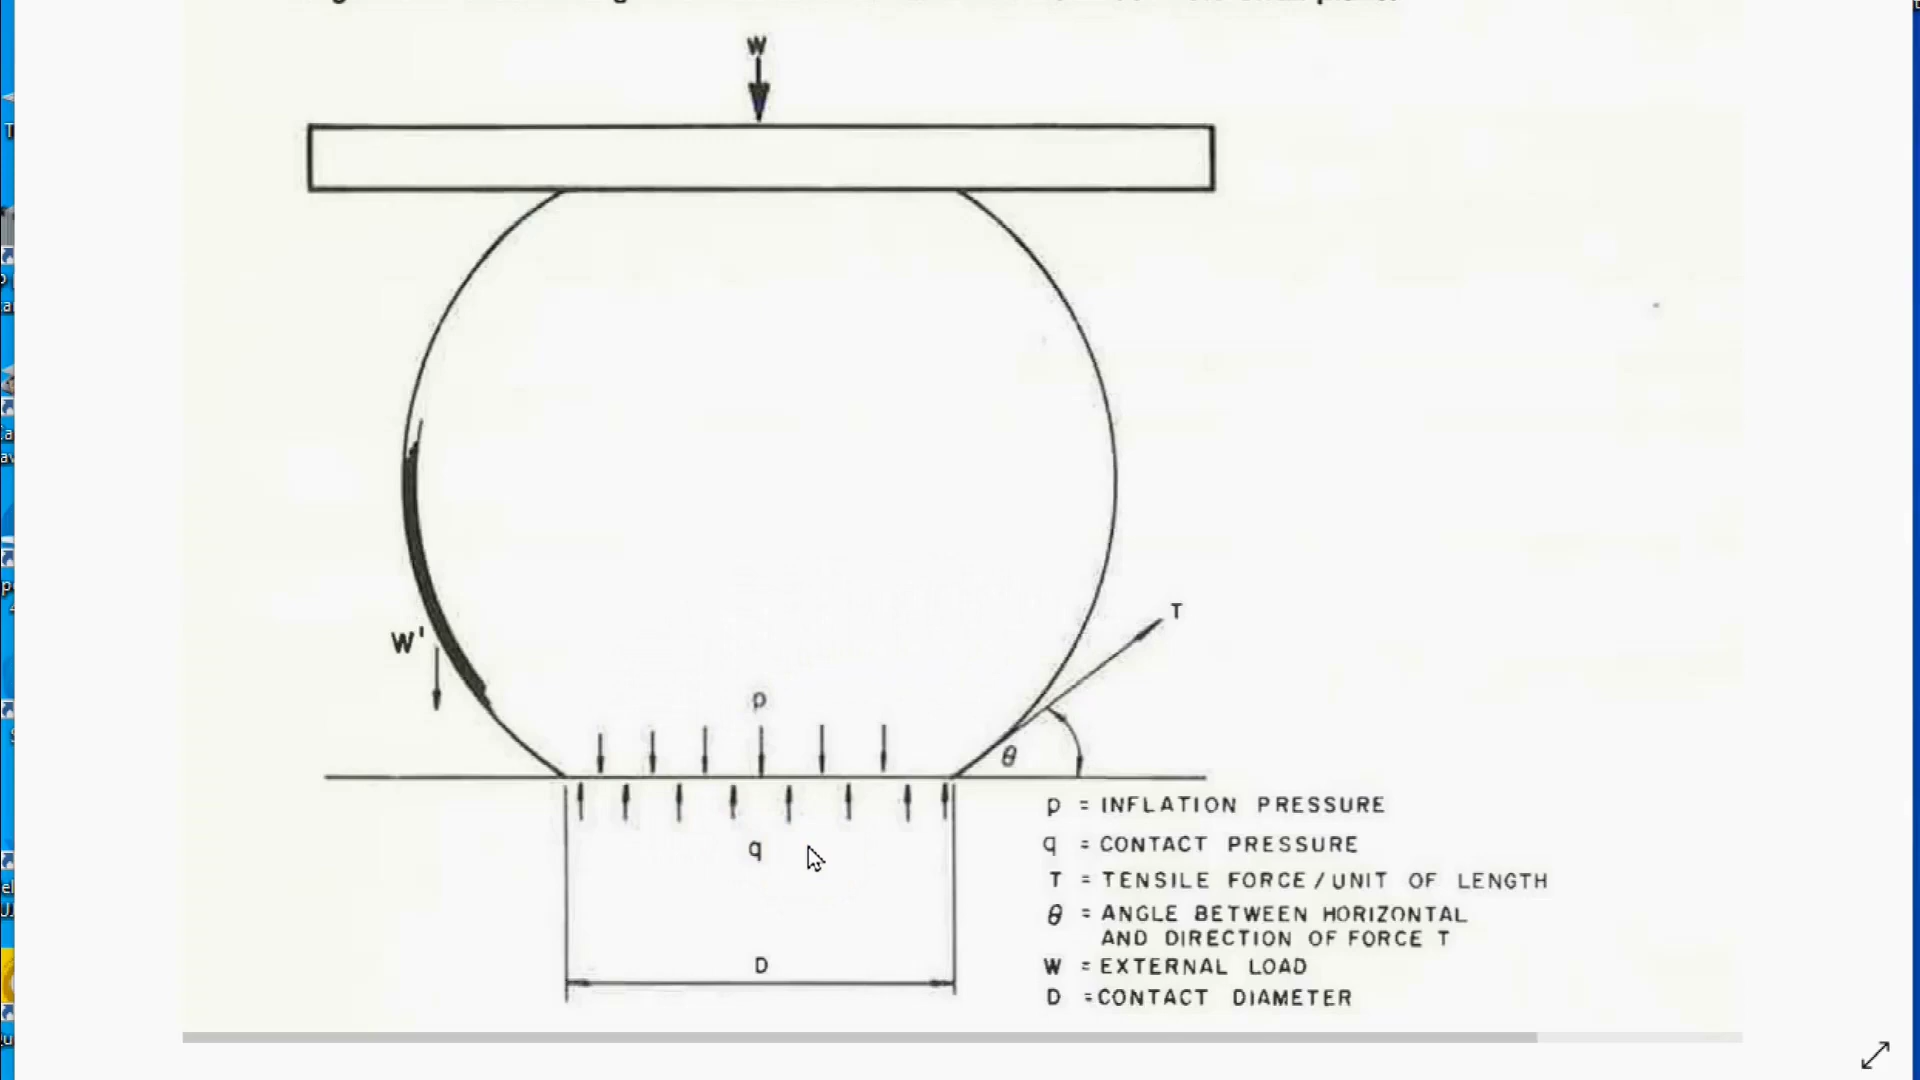 W
W'
T
p
θ
q
D
p = INFLATION PRESSURE
q = CONTACT PRESSURE
T = TENSILE FORCE/UNIT OF LENGTH
θ = ANGLE BETWEEN HORIZONTAL
AND DIRECTION OF FORCE T
W = EXTERNAL LOAD
D = CONTACT DIAMETER